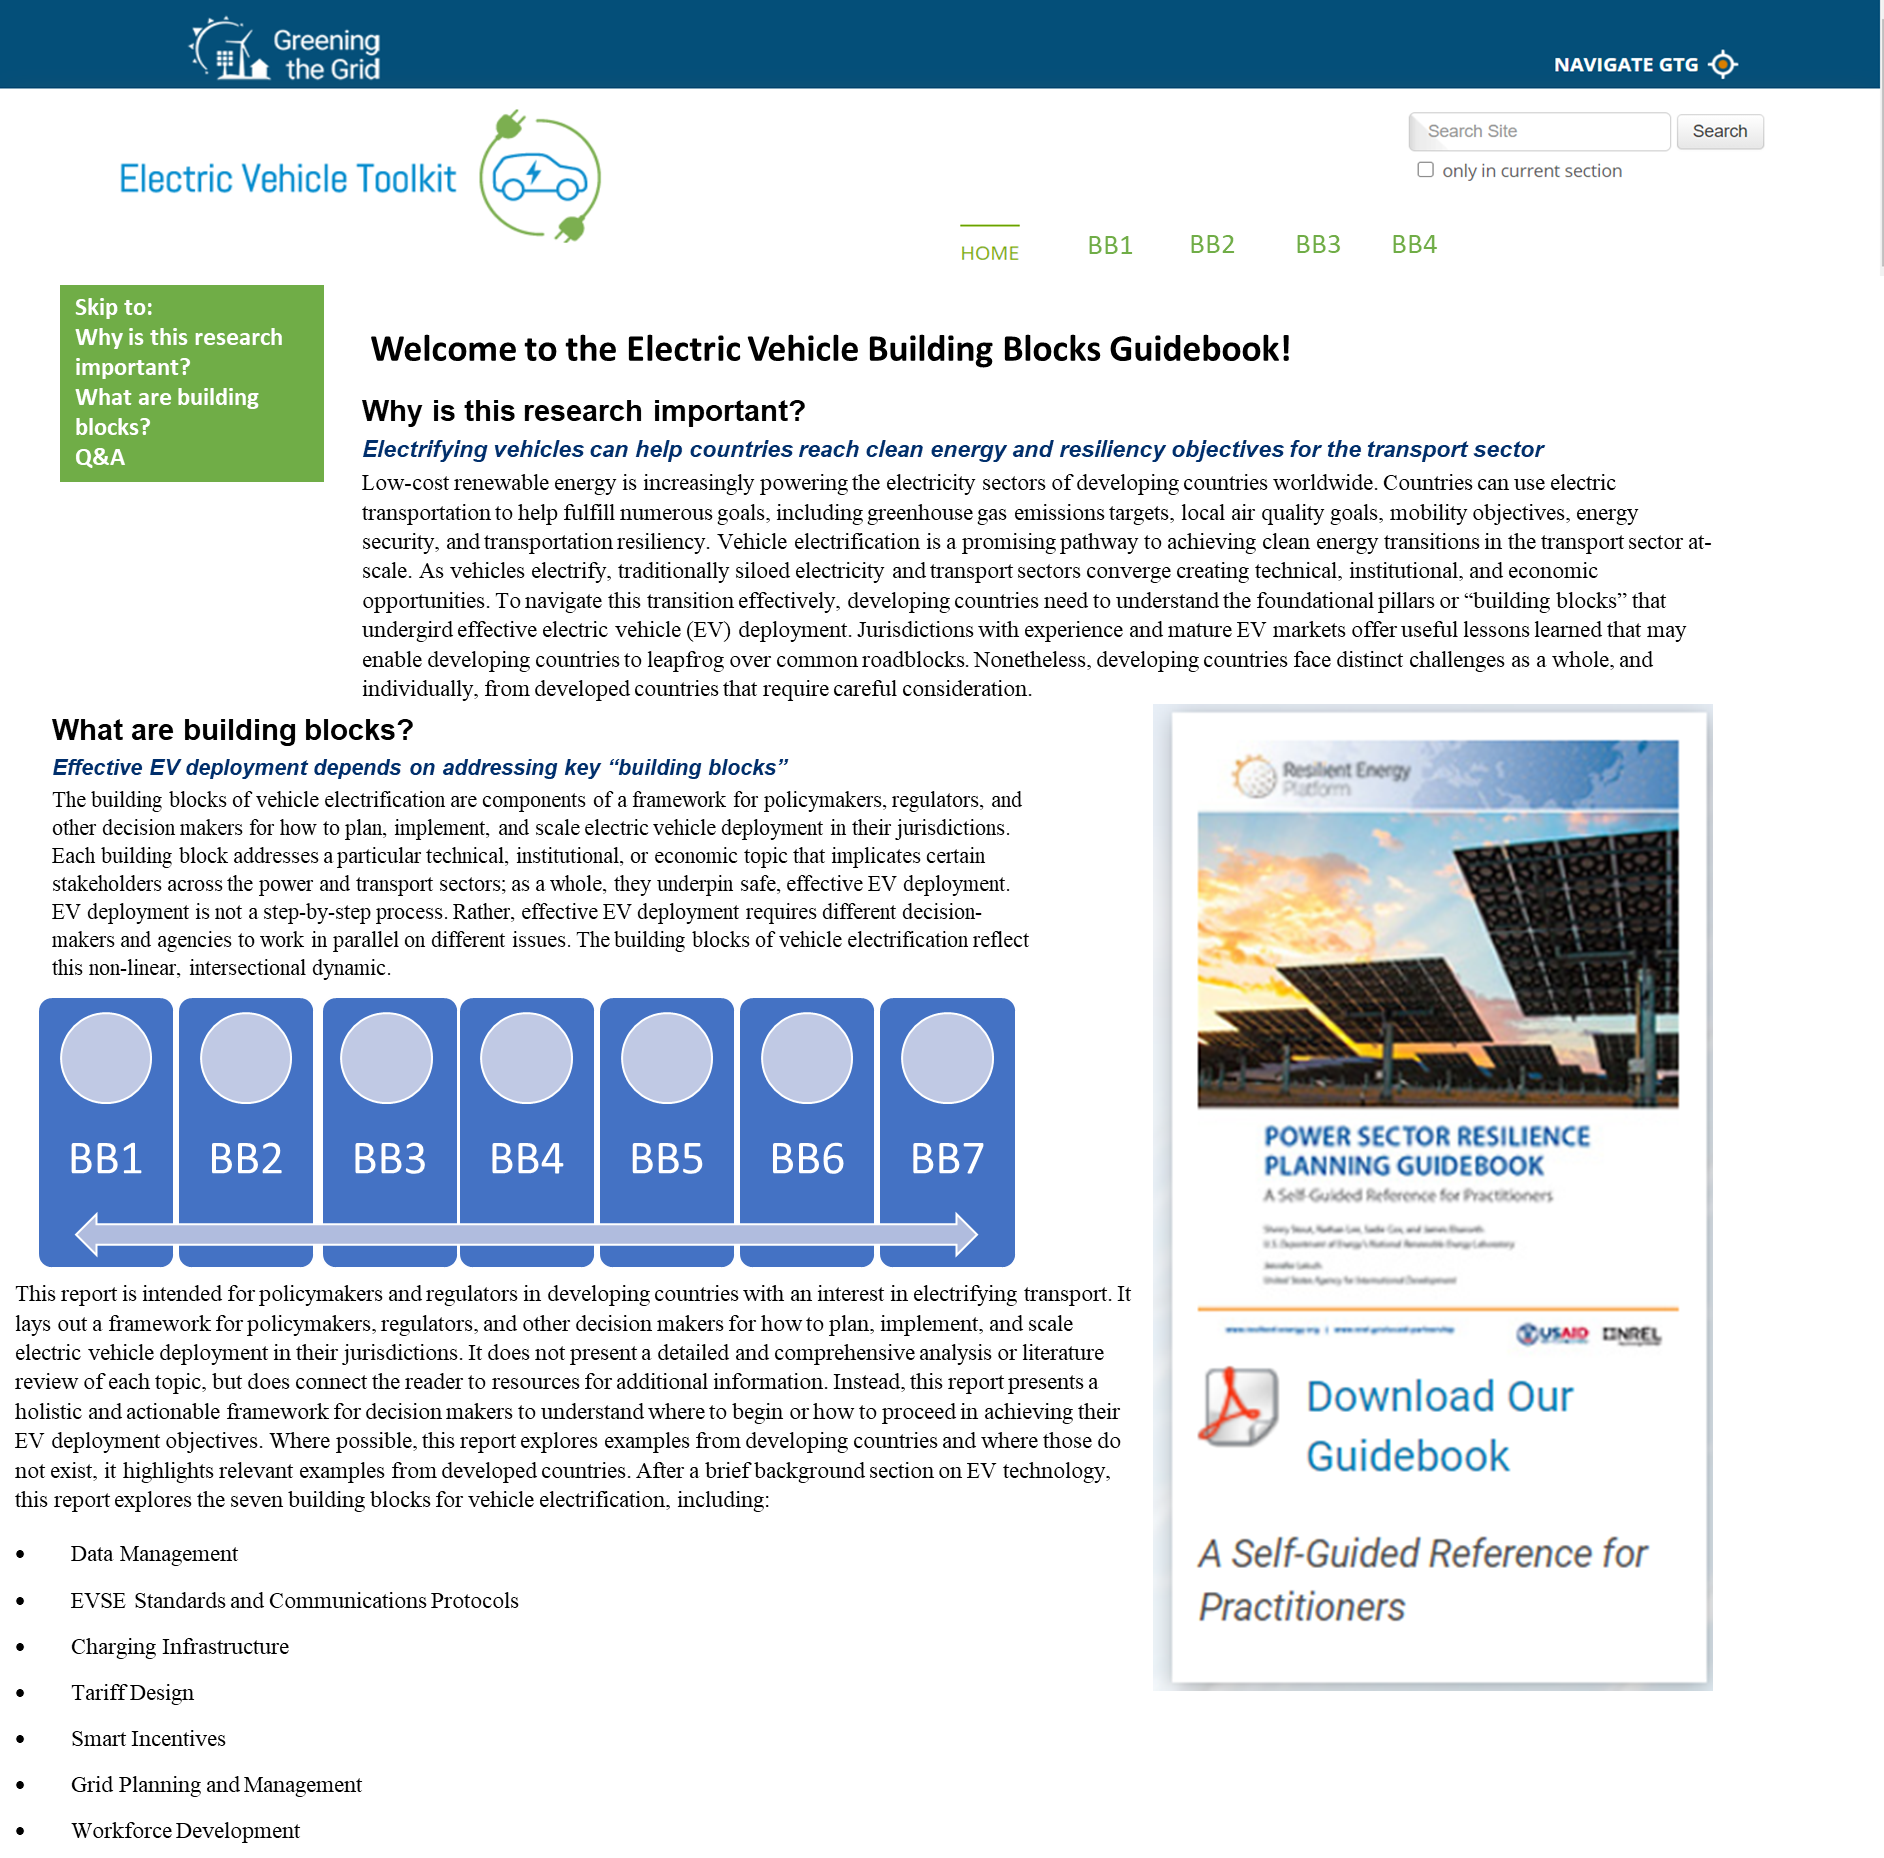 Greening
the Grid
NAVIGATE GTG
Electric Vehicle Toolkit
Search Site
Search
only in current section
HOME
BB1
BB2
BB3
BB4
Skip to:
Why is this research
important?
What are building
blocks?
Q&A
Welcome to the Electric Vehicle Building Blocks Guidebook!
Why is this research important?
Electrifying vehicles can help countries reach clean energy and resiliency objectives for the transport sector
Low-cost renewable energy is increasingly powering the electricity sectors of developing countries worldwide. Countries can use electric
transportation to help fulfill numerous goals, including greenhouse gas emissions targets, local air quality goals, mobility objectives, energy
security, and transportation resiliency. Vehicle electrification is a promising pathway to achieving clean energy transitions in the transport sector at-
scale. As vehicles electrify, traditionally siloed electricity and transport sectors converge creating technical, institutional, and economic
opportunities. To navigate this transition effectively, developing countries need to understand the foundational pillars or “building blocks” that
undergird effective electric vehicle (EV) deployment. Jurisdictions with experience and mature EV markets offer useful lessons learned that may
enable developing countries to leapfrog over common roadblocks. Nonetheless, developing countries face distinct challenges as a whole, and
individually, from developed countries that require careful consideration.
What are building blocks?
Effective EV deployment depends on addressing key “building blocks”
The building blocks of vehicle electrification are components of a framework for policymakers, regulators, and
other decision makers for how to plan, implement, and scale electric vehicle deployment in their jurisdictions.
Each building block addresses a particular technical, institutional, or economic topic that implicates certain
stakeholders across the power and transport sectors; as a whole, they underpin safe, effective EV deployment.
EV deployment is not a step-by-step process. Rather, effective EV deployment requires different decision-
makers and agencies to work in parallel on different issues. The building blocks of vehicle electrification reflect
this non-linear, intersectional dynamic.
BB1
BB2
BB3
BB4
BB5
BB6
BB7
This report is intended for policymakers and regulators in developing countries with an interest in electrifying transport. It
lays out a framework for policymakers, regulators, and other decision makers for how to plan, implement, and scale
electric vehicle deployment in their jurisdictions. It does not present a detailed and comprehensive analysis or literature
review of each topic, but does connect the reader to resources for additional information. Instead, this report presents a
holistic and actionable framework for decision makers to understand where to begin or how to proceed in achieving their
EV deployment objectives. Where possible, this report explores examples from developing countries and where those do
not exist, it highlights relevant examples from developed countries. After a brief background section on EV technology,
this report explores the seven building blocks for vehicle electrification, including:
• Data Management
• EVSE Standards and Communications Protocols
• Charging Infrastructure
• Tariff Design
• Smart Incentives
• Grid Planning and Management
• Workforce Development
Resilient Energy
Platform
POWER SECTOR RESILIENCE
PLANNING GUIDEBOOK
A Self-Guided Reference for Practitioners
U.S. Department of Energy's National Renewable Energy Laboratory
United States Agency for International Development
USAID
NREL
Download Our
Guidebook
A Self-Guided Reference for
Practitioners